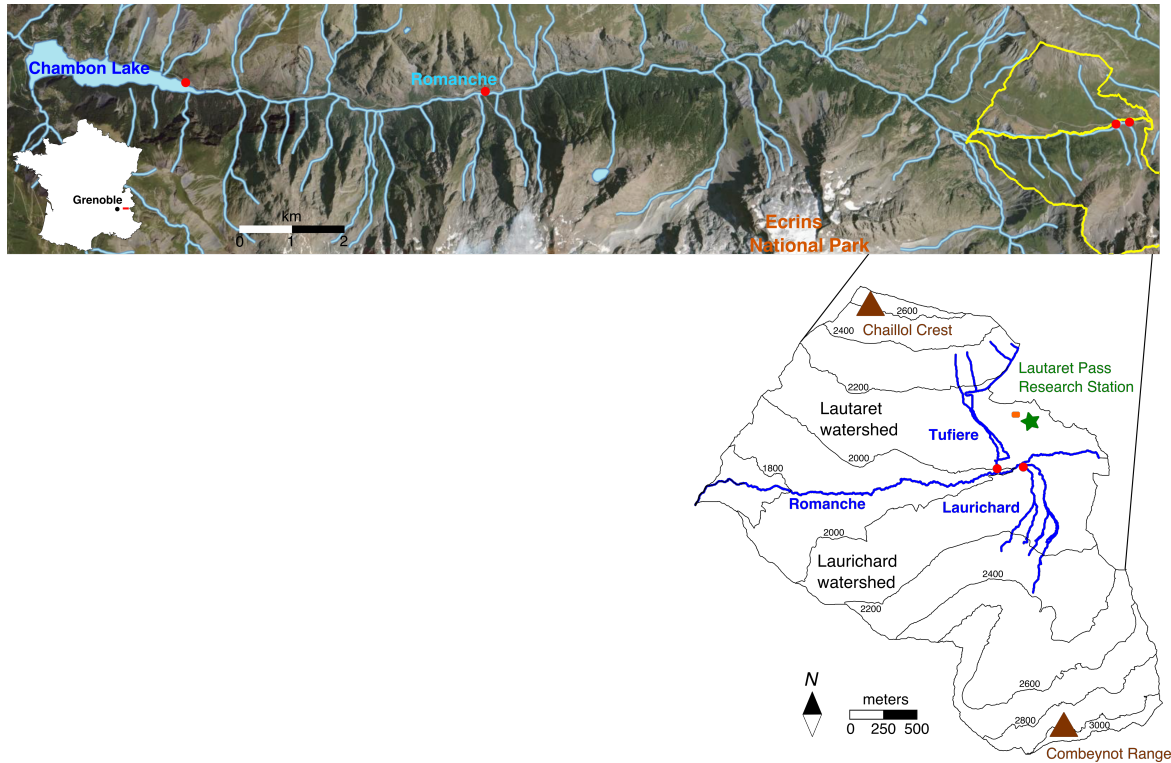 Chambon Lake
Romanche
Grenoble
km
0 1 2
Ecrins
National Park
2600
Chaillol Crest
2400
Lautaret Pass
Research Station
2200
Lautaret
watershed
Tufiere
2000
1800
Romanche
Laurichard
2000
Laurichard
watershed
2400
2200
N
meters
0 250 500
2600
2800
3000
Combeynot Range